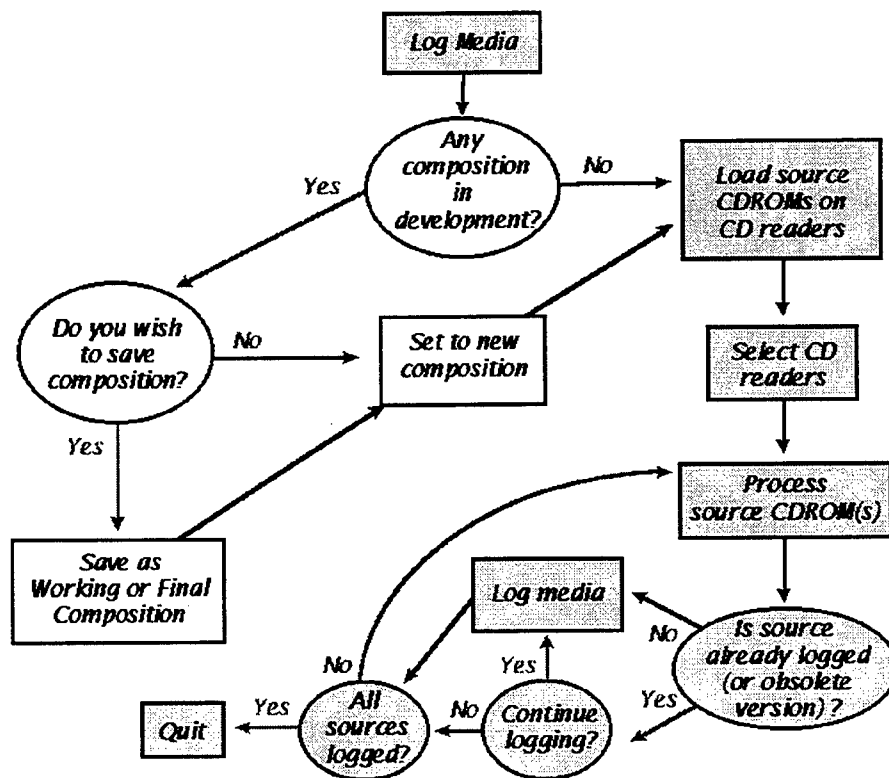 Log Media
Any
composition
in
development?
Yes
No
Load source
CDROMs on
CD readers
Do you wish
to save
composition?
No
Set to new
composition
Select CD
readers
Yes
Process
source CDROM(s)
Save as
Working or Final
Composition
Log media
No
Is source
already logged
(or obsolete
version) ?
No
Yes
Yes
All
sources
logged?
No
Continue
logging?
Yes
Quit